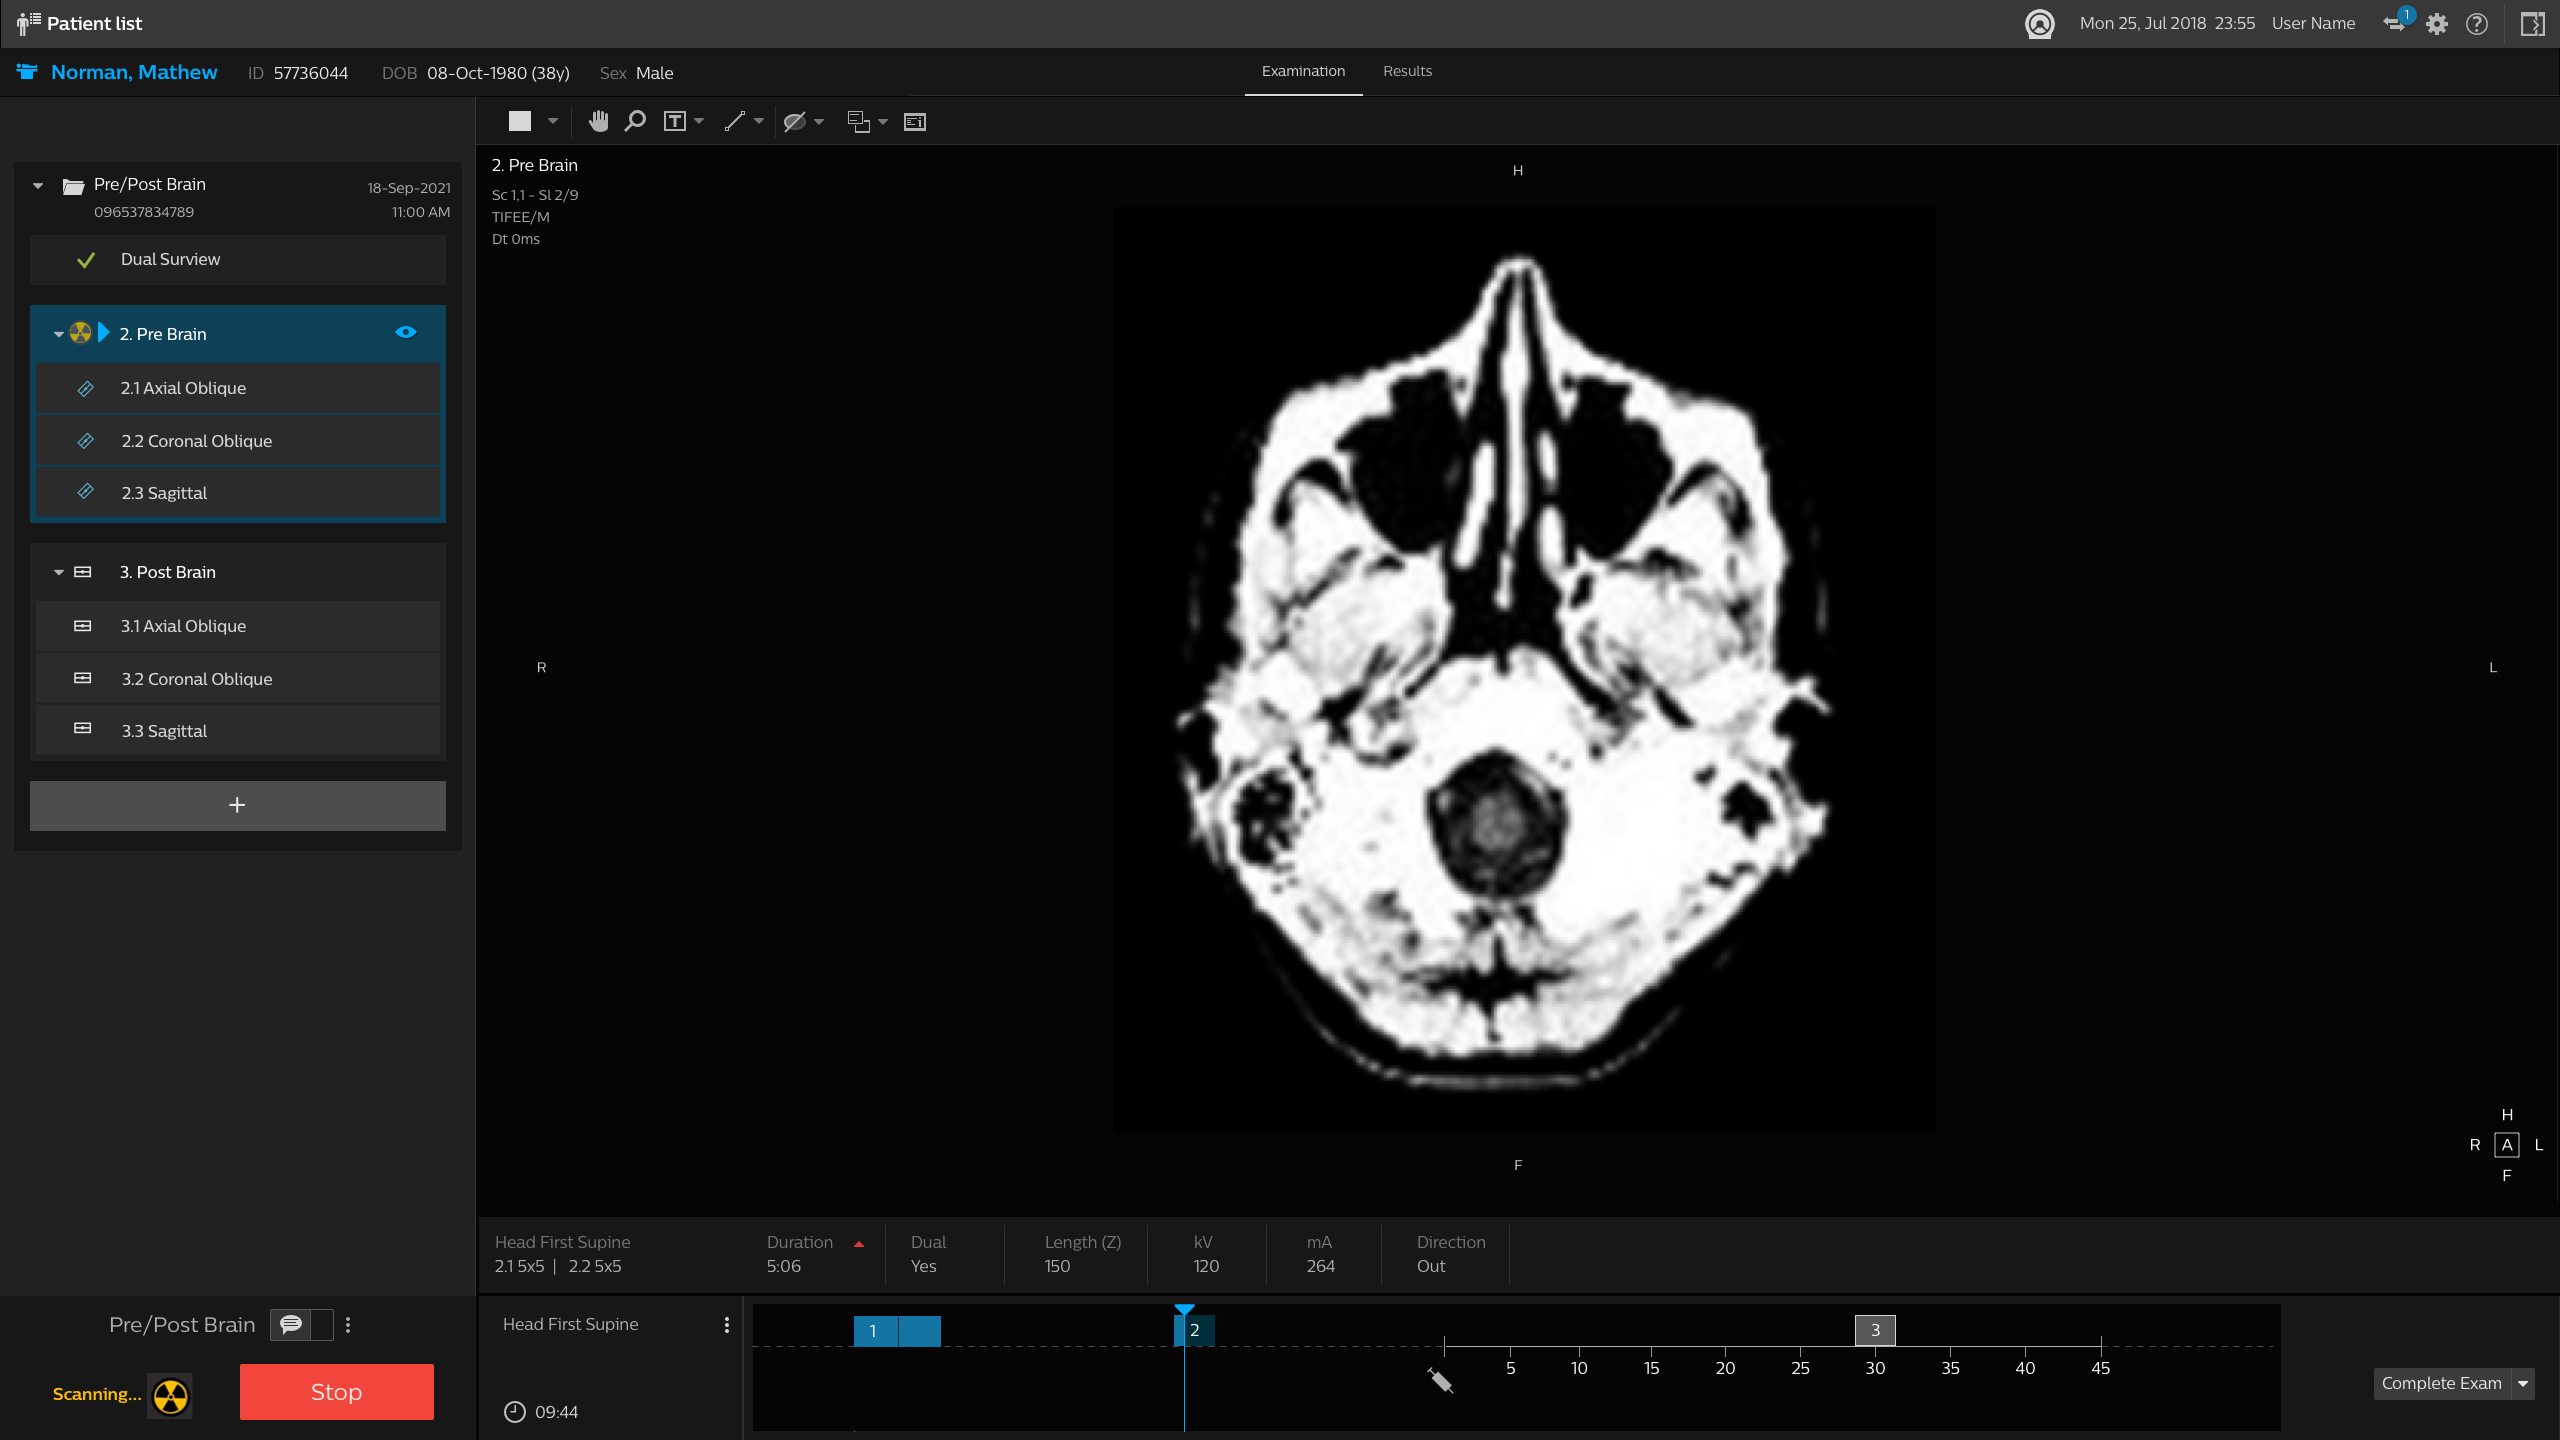 Patient list
Mon 25, Jul 2018 23:55 User Name 1
Norman, Mathew ID 57736044 DOB 08-Oct-1980 (38y) Sex Male
Examination Results
Pre/Post Brain 18-Sep-2021
096537834789 11:00 AM
Dual Surview
2. Pre Brain
2.1 Axial Oblique
2.2 Coronal Oblique
2.3 Sagittal
3. Post Brain
3.1 Axial Oblique
3.2 Coronal Oblique
3.3 Sagittal
+
T
2. Pre Brain
Sc 1,1 - Sl 2/9
TIFEE/M
Dt 0ms
H
R
L
F
H
R A L
F
Head First Supine Duration Dual Length (Z) kV mA Direction
2.1 5x5 | 2.2 5x5 5:06 Yes 150 120 264 Out
Pre/Post Brain
Scanning... Stop
Head First Supine
09:44
1 2 3
5 10 15 20 25 30 35 40 45
Complete Exam